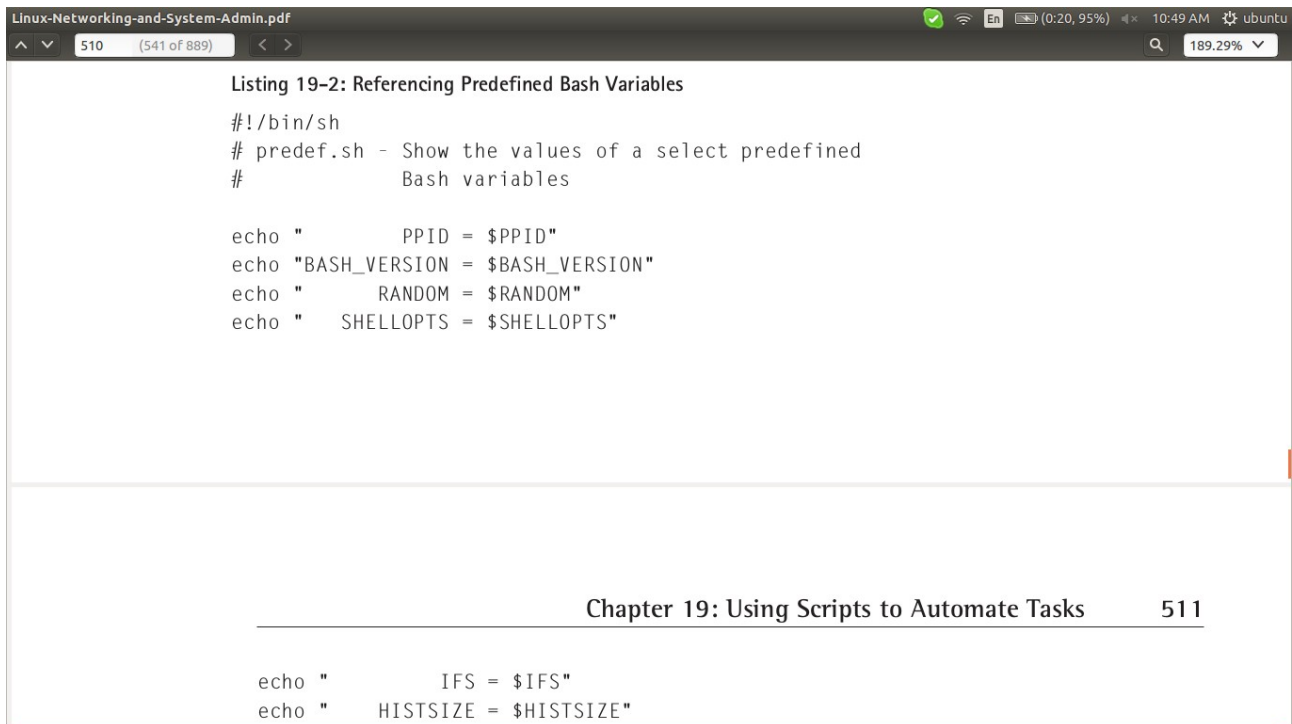 Linux-Networking-and-System-Admin.pdf En (0:20, 95%) 10:49 AM ubuntu
510 (541 of 889) 189.29%
Listing 19-2: Referencing Predefined Bash Variables
#!/bin/sh
# predef.sh - Show the values of a select predefined
#             Bash variables
echo "        PPID = $PPID"
echo "BASH_VERSION = $BASH_VERSION"
echo "      RANDOM = $RANDOM"
echo "   SHELLOPTS = $SHELLOPTS"
Chapter 19: Using Scripts to Automate Tasks 511
echo "         IFS = $IFS"
echo "    HISTSIZE = $HISTSIZE"